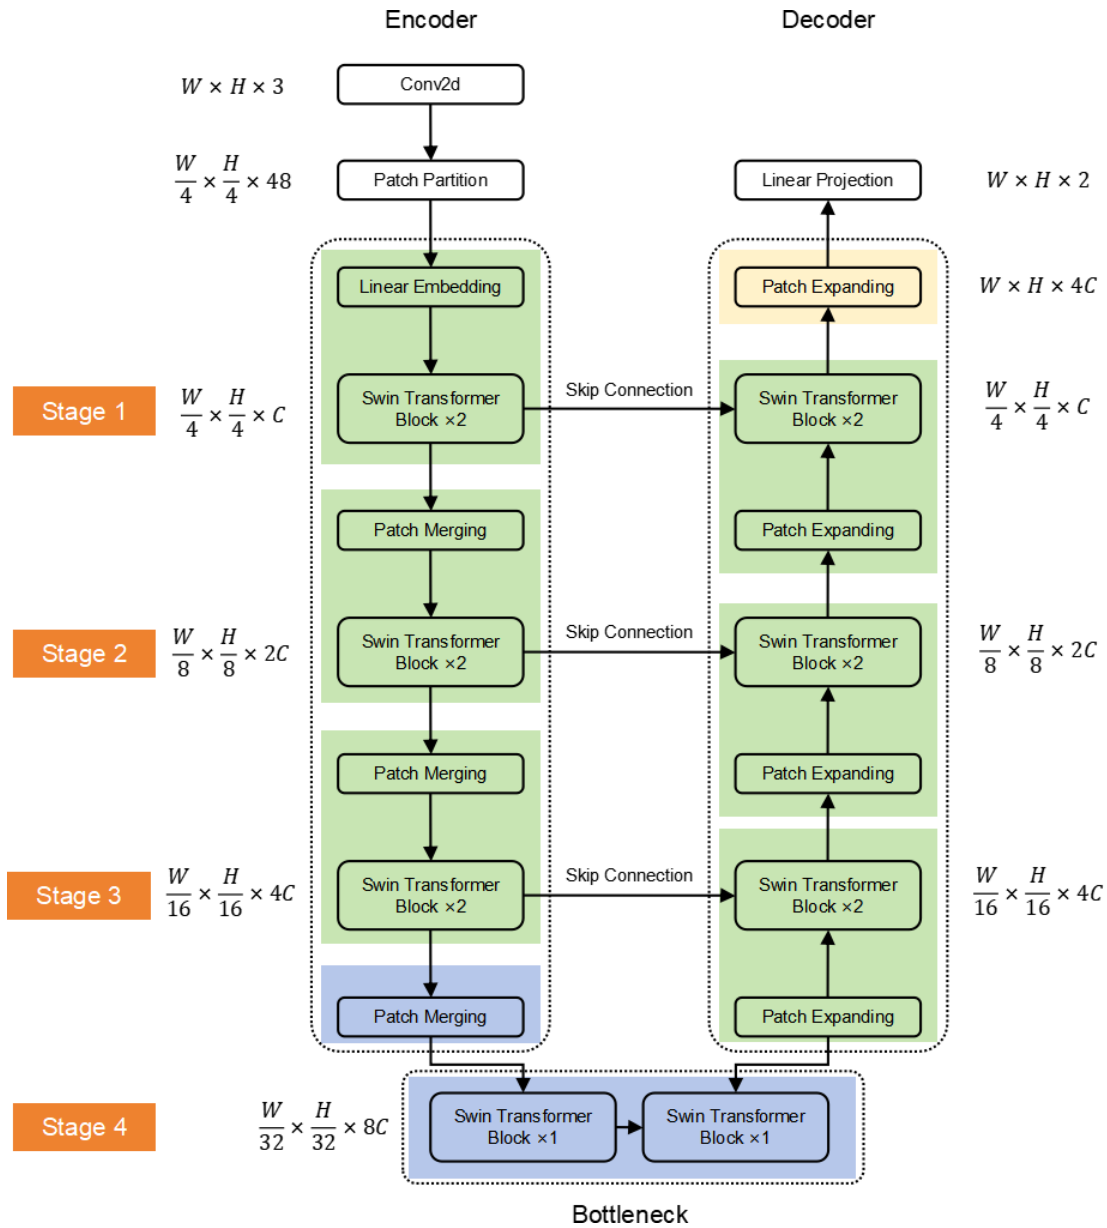 Encoder
Decoder
W × H × 3
Conv2d
W/4 × H/4 × 48
Patch Partition
Linear Projection
W × H × 2
Linear Embedding
Patch Expanding
W × H × 4C
Stage 1
W/4 × H/4 × C
Swin Transformer
Block ×2
Skip Connection
Swin Transformer
Block ×2
W/4 × H/4 × C
Patch Merging
Patch Expanding
Stage 2
W/8 × H/8 × 2C
Swin Transformer
Block ×2
Skip Connection
Swin Transformer
Block ×2
W/8 × H/8 × 2C
Patch Merging
Patch Expanding
Stage 3
W/16 × H/16 × 4C
Swin Transformer
Block ×2
Skip Connection
Swin Transformer
Block ×2
W/16 × H/16 × 4C
Patch Merging
Patch Expanding
Stage 4
W/32 × H/32 × 8C
Swin Transformer
Block ×1
Swin Transformer
Block ×1
Bottleneck